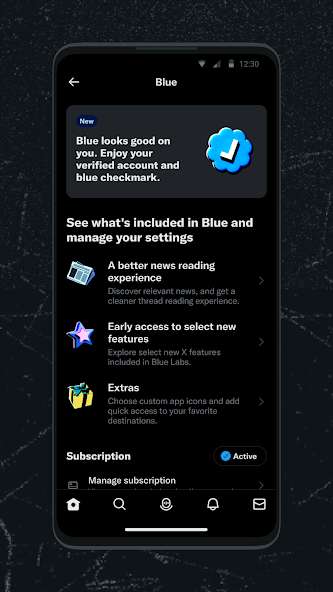 12:30
Blue
New
Blue looks good on
you. Enjoy your
verified account and
blue checkmark.
See what's included in Blue and
manage your settings
A better news reading
experience
Discover relevant news, and get a
cleaner thread reading experience.
Early access to select new
features
Explore select new X features
included in Blue Labs.
Extras
Choose custom app icons and add
quick access to your favorite
destinations.
Subscription
Active
Manage subscription